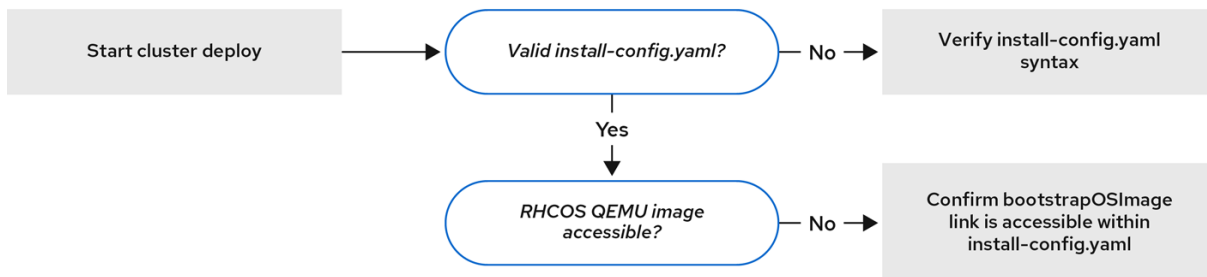 Start cluster deploy
Valid install-config.yaml?
No
Verify install-config.yaml
syntax
Yes
RHCOS QEMU image
accessible?
No
Confirm bootstrapOSImage
link is accessible within
install-config.yaml